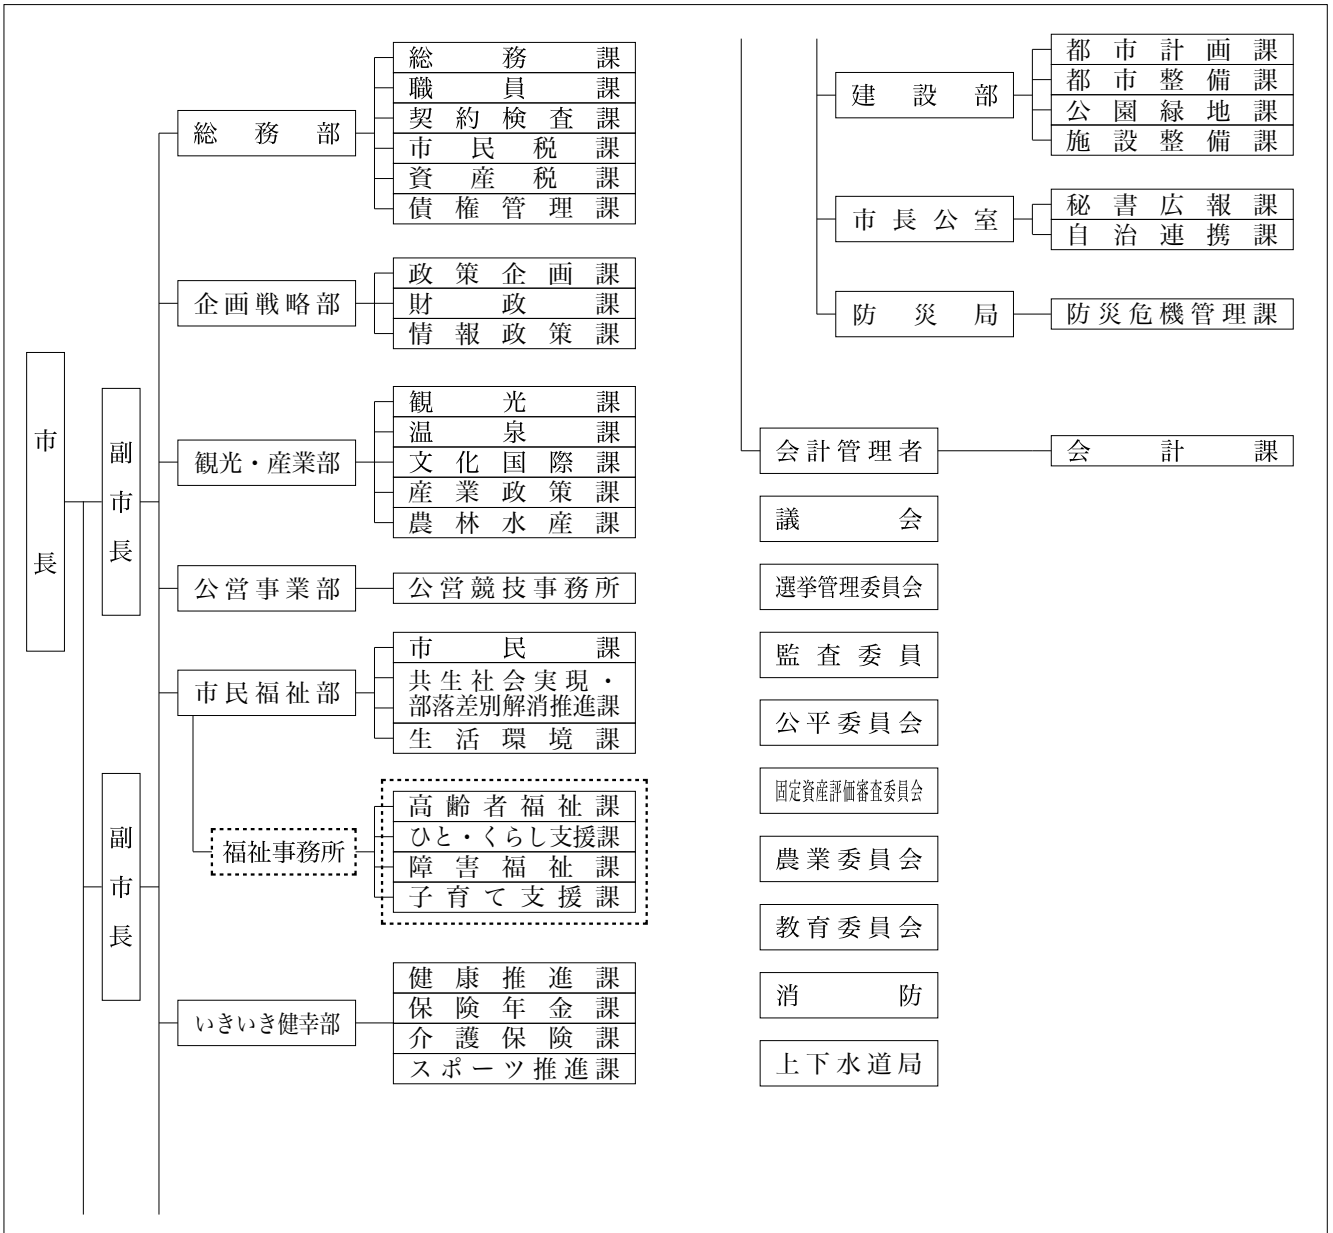 市長
副市長
総務部
総務課
職員課
契約検査課
市民税課
資産税課
債権管理課
企画戦略部
政策企画課
財政課
情報政策課
観光・産業部
観光課
温泉課
文化国際課
産業政策課
農林水産課
公営事業部
公営競技事務所
市民福祉部
市民課
共生社会実現・
部落差別解消推進課
生活環境課
副市長
福祉事務所
高齢者福祉課
ひと・くらし支援課
障害福祉課
子育て支援課
いきいき健幸部
健康推進課
保険年金課
介護保険課
スポーツ推進課
建設部
都市計画課
都市整備課
公園緑地課
施設整備課
市長公室
秘書広報課
自治連携課
防災局
防災危機管理課
会計管理者
会計課
議会
選挙管理委員会
監査委員
公平委員会
固定資産評価審査委員会
農業委員会
教育委員会
消防
上下水道局